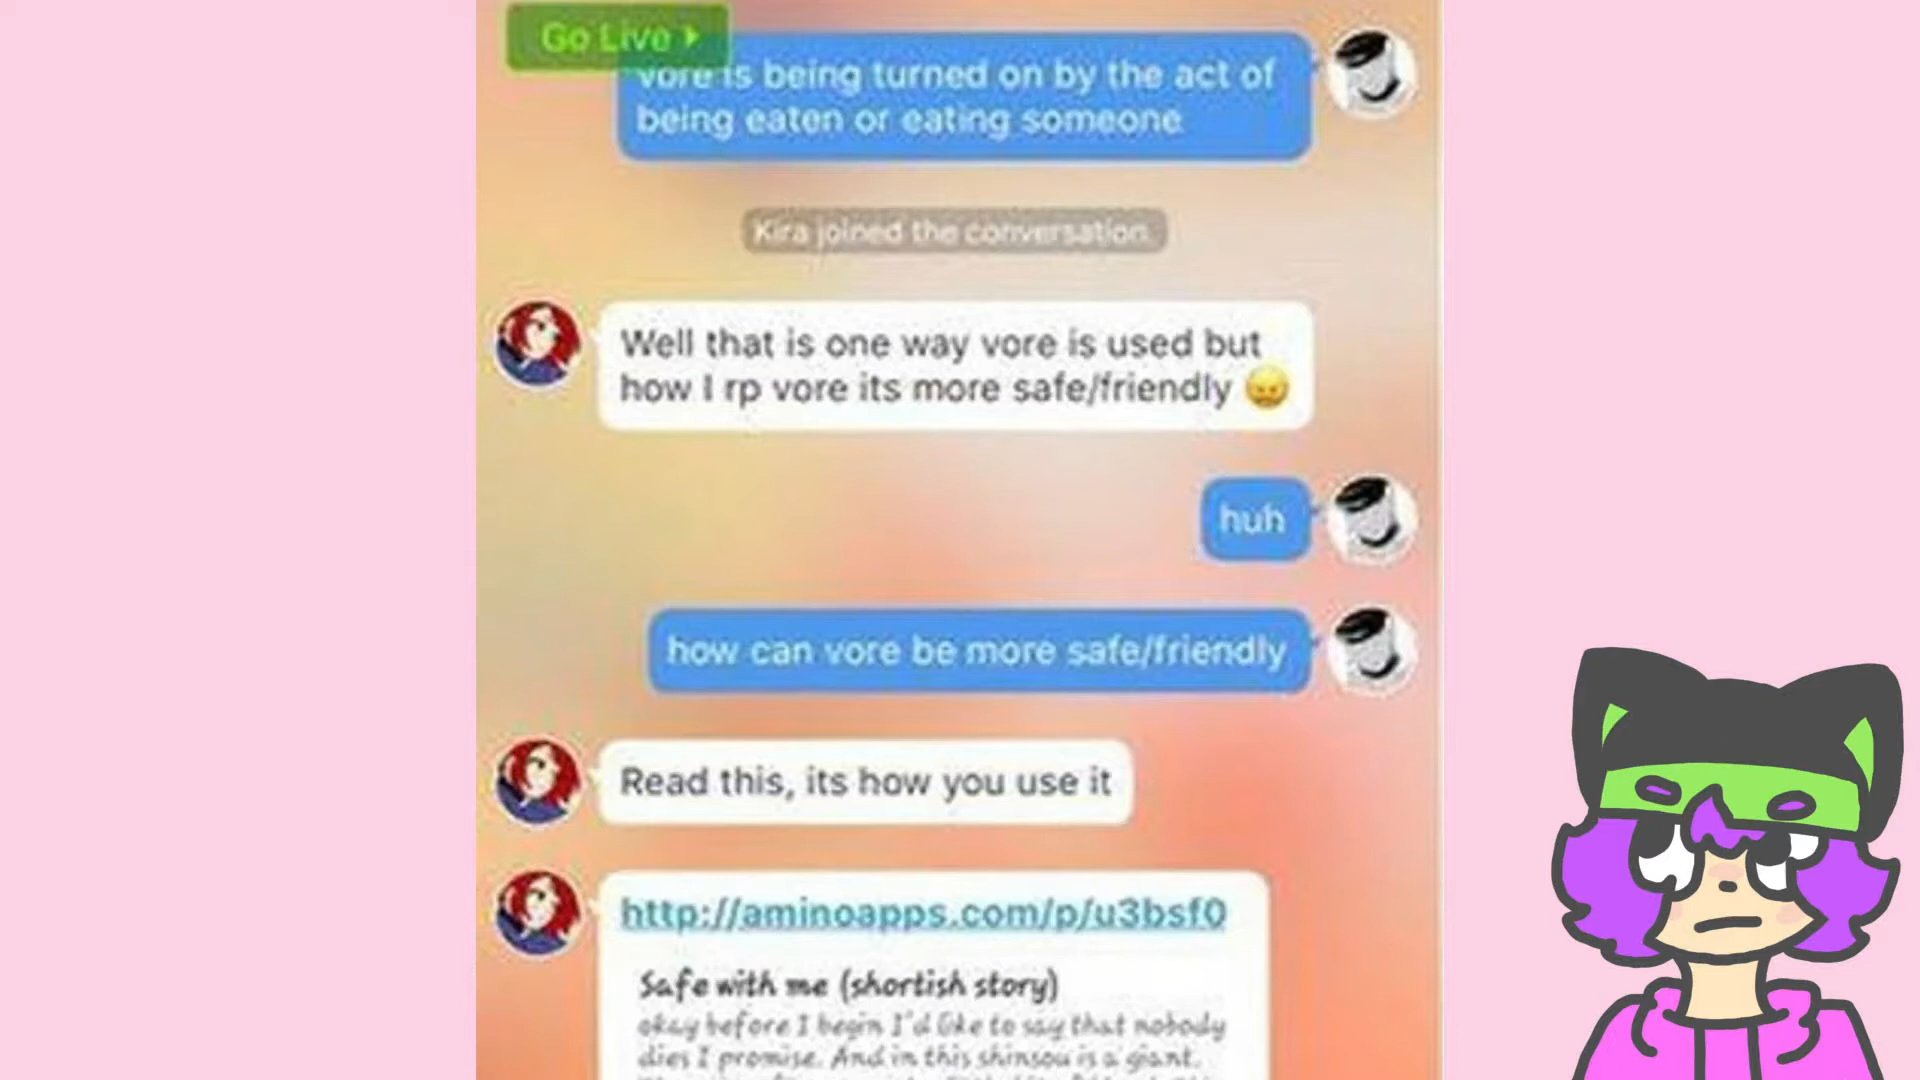 Go Live
vore is being turned on by the act of
being eaten or eating someone
Kira joined the conversation.
Well that is one way vore is used but
how I rp vore its more safe/friendly
huh
how can vore be more safe/friendly
Read this, its how you use it
http://aminoapps.com/p/u3bsf0
Safe with me (shortish story)
okay before I begin I'd like to say that nobody
dies I promise. And in this shinsou is a giant.